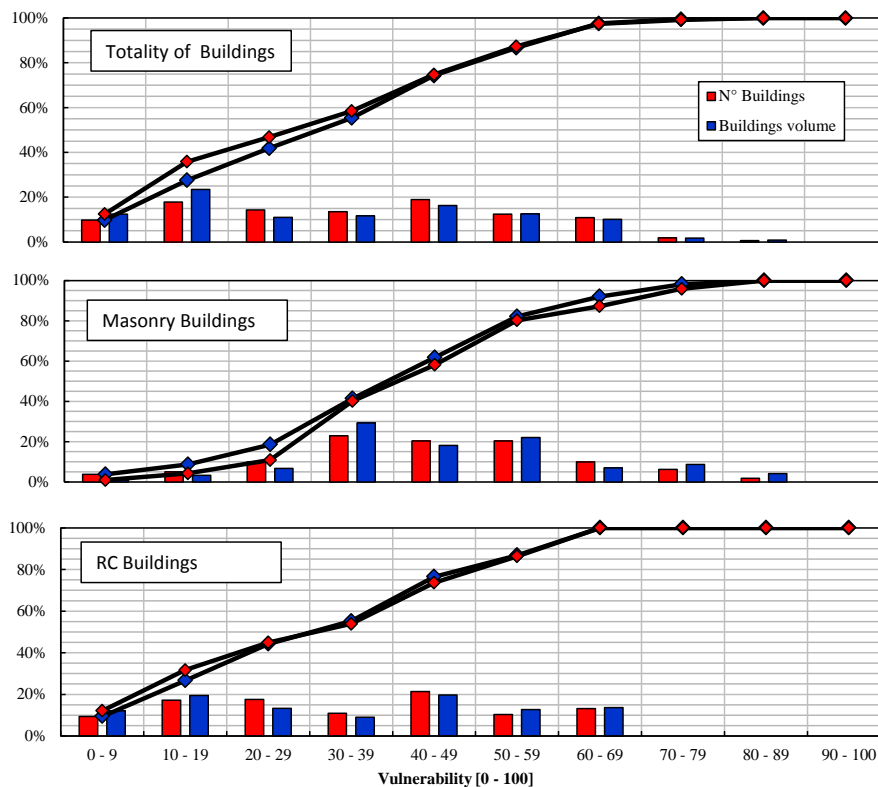 100%
Totality of Buildings
80%
N° Buildings
60%
Buildings volume
40%
20%
0%
100%
Masonry Buildings
80%
60%
40%
20%
0%
100%
RC Buildings
80%
60%
40%
20%
0%
0 - 9 10 - 19 20 - 29 30 - 39 40 - 49 50 - 59 60 - 69 70 - 79 80 - 89 90 - 100
Vulnerability [0 - 100]